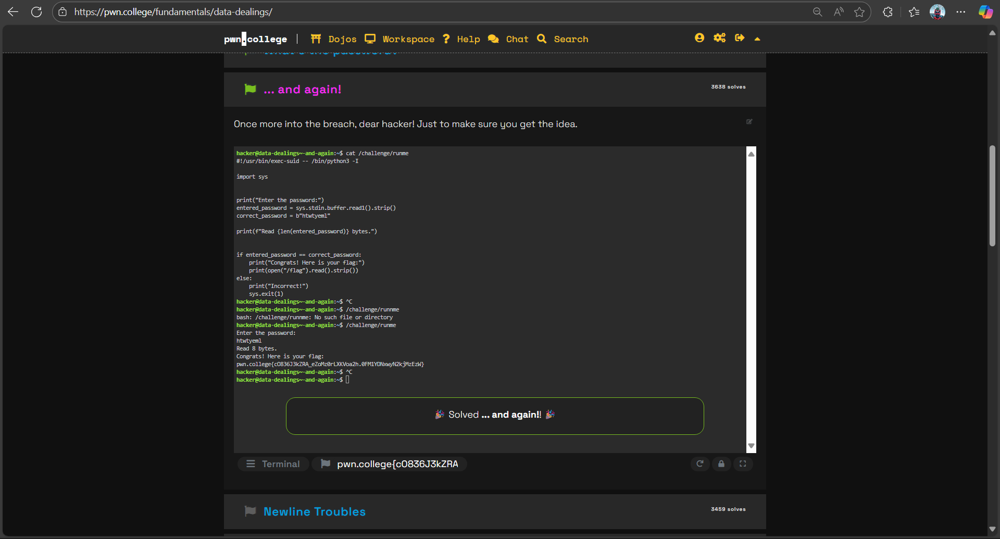 https://pwn.college/fundamentals/data-dealings/
pwn.college | Dojos Workspace ? Help Chat Search
What's the password?
... and again!
3638 solves
Once more into the breach, dear hacker! Just to make sure you get the idea.
hacker@data-dealings~-and-again:~$ cat /challenge/runme
#!/usr/bin/exec-suid -- /bin/python3 -I
import sys
print("Enter the password:")
entered_password = sys.stdin.buffer.read1().strip()
correct_password = b"htwtyeml"
print(f"Read {len(entered_password)} bytes.")
if entered_password == correct_password:
    print("Congrats! Here is your flag:")
    print(open("/flag").read().strip())
else:
    print("Incorrect!")
    sys.exit(1)
hacker@data-dealings~-and-again:~$ ^C
hacker@data-dealings~-and-again:~$ /challenge/runnme
bash: /challenge/runnme: No such file or directory
hacker@data-dealings~-and-again:~$ /challenge/runme
Enter the password:
htwtyeml
Read 8 bytes.
Congrats! Here is your flag:
pwn.college{cO836J3kZRA_eZoMz0rLXKVoa2h.0FM1YDNxwyN2kjMzEzW}
hacker@data-dealings~-and-again:~$ ^C
hacker@data-dealings~-and-again:~$
🎉 Solved ... and again!! 🎉
Terminal
pwn.college{cO836J3kZRA
Newline Troubles
3459 solves